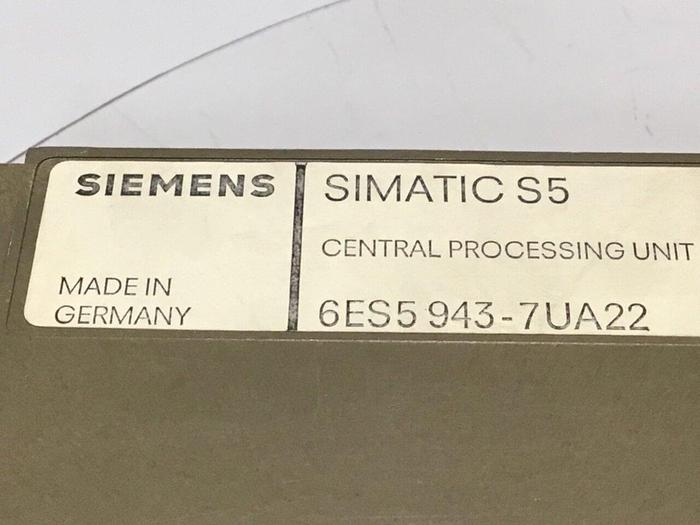 SIEMENS
MADE IN
GERMANY
SIMATIC S5
CENTRAL PROCESSING UNIT
6ES5 943-7UA22